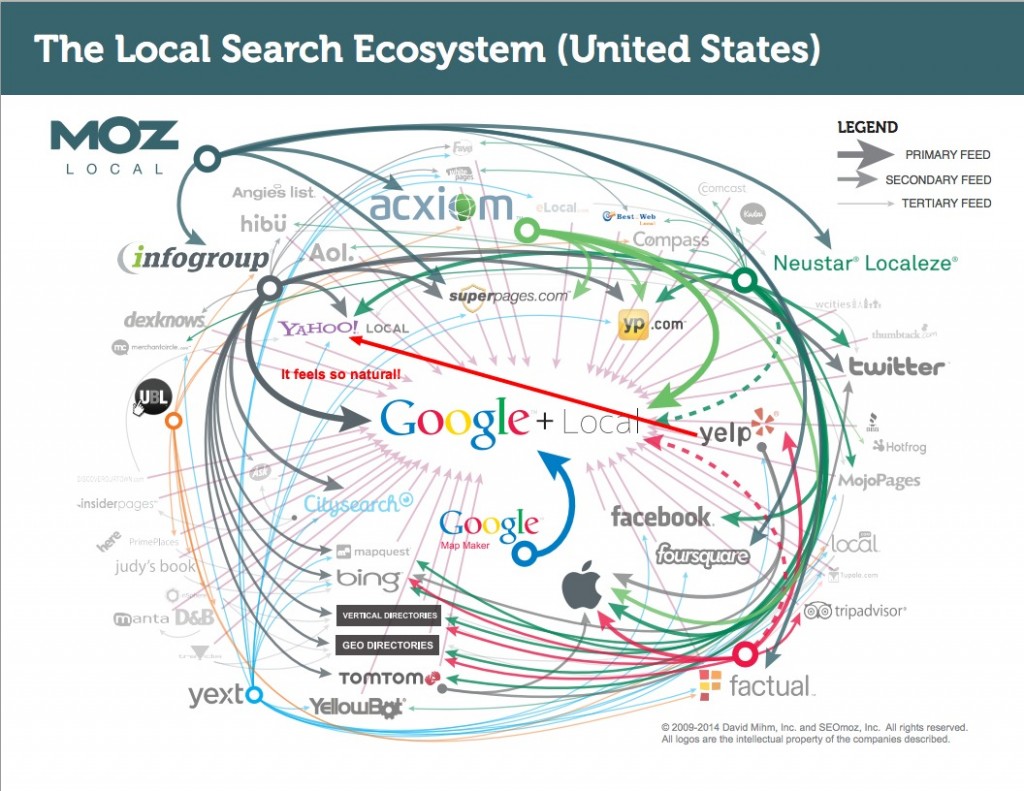 The Local Search Ecosystem (United States)
MOZ
LOCAL
LEGEND
PRIMARY FEED
SECONDARY FEED
TERTIARY FEED
Five
Angies list
acxiom
Comcast
hibü
eLocal
Best of the Web
Kudzu
infogroup
Aol.
Compass
Neustar® Localeze®
superpages.com
wcities
dexknows
YAHOO! LOCAL
yp.com
thumbtack.com
merchantcircle
It feels so natural!
twitter
UBL
Google + Local
yelp
Hotfrog
Ask
MojoPages
insiderpages
Citysearch
Google
Map Maker
facebook
here
PrimePlaces
mapquest
foursquare
local
judy's book
bing
Yupple.com
manta
D&B
VERTICAL DIRECTORIES
tripadvisor®
GEO DIRECTORIES
TOMTOM
factual
yext
YellowBot
© 2009-2014 David Mihm, Inc. and SEOmoz, Inc. All rights reserved.
All logos are the intellectual property of the companies described.